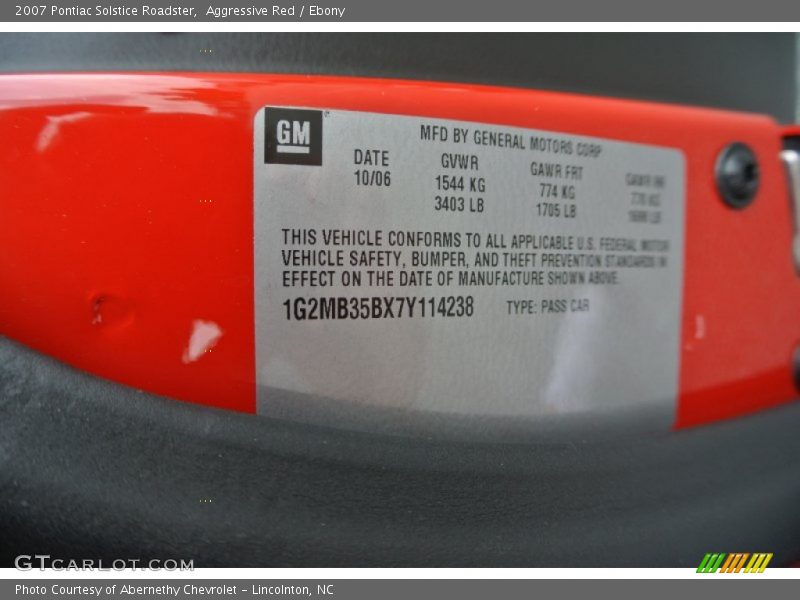 2007 Pontiac Solstice Roadster,  Aggressive Red / Ebony
GM
MFD BY GENERAL MOTORS CORP
DATE GVWR GAWR FRT GAWR RR
10/06 1544 KG 774 KG
3403 LB 1705 LB
THIS VEHICLE CONFORMS TO ALL APPLICABLE U.S. FEDERAL MOTOR
VEHICLE SAFETY, BUMPER, AND THEFT PREVENTION STANDARDS IN
EFFECT ON THE DATE OF MANUFACTURE SHOWN ABOVE.
1G2MB35BX7Y114238 TYPE: PASS CAR
GTCARLOT.COM
Photo Courtesy of Abernethy Chevrolet – Lincolnton, NC